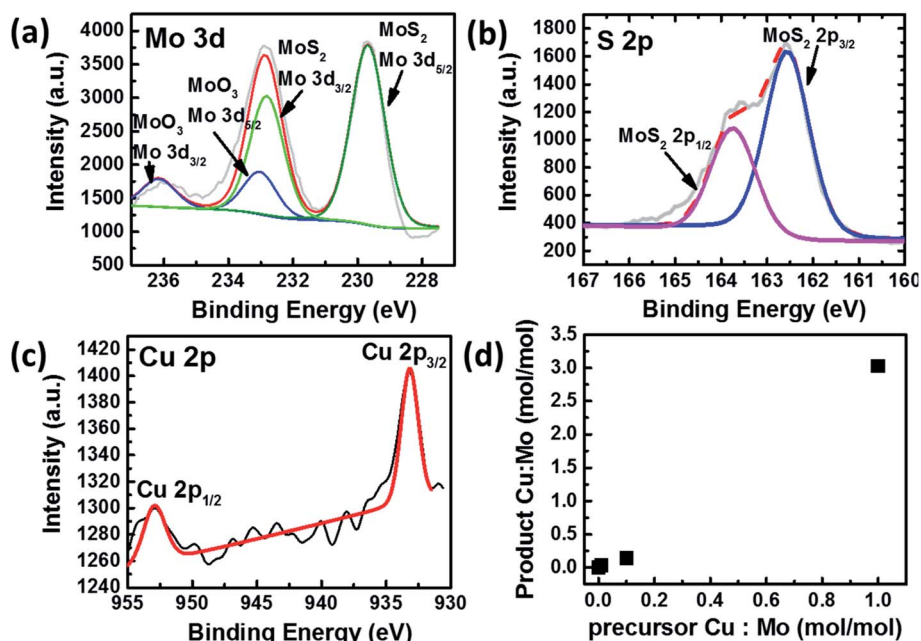 (a)
Mo 3d
MoS2
Mo 3d3/2
MoS2
Mo 3d5/2
MoO3
Mo 3d5/2
MoO3
Mo 3d3/2
4000
3500
3000
2500
2000
1500
1000
500
236
234
232
230
228
Intensity (a.u.)
Binding Energy (eV)
(b)
S 2p
MoS2 2p3/2
MoS2 2p1/2
1800
1600
1400
1200
1000
800
600
400
200
0
167
166
165
164
163
162
161
160
Intensity (a.u.)
Binding Energy (eV)
(c)
Cu 2p
Cu 2p3/2
Cu 2p1/2
1420
1400
1380
1360
1340
1320
1300
1280
1260
1240
955
950
945
940
935
930
Intensity (a.u.)
Binding Energy (eV)
(d)
3.5
3.0
2.5
2.0
1.5
1.0
0.5
0.0
0.0
0.2
0.4
0.6
0.8
1.0
Product Cu:Mo (mol/mol)
precursor Cu : Mo (mol/mol)